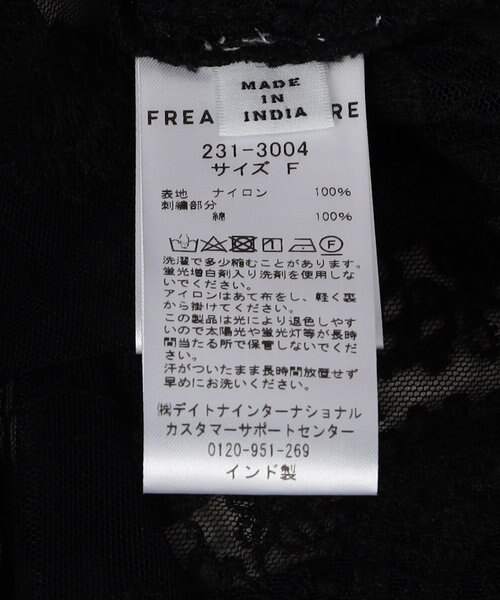 MADE
IN
INDIA
FREA RE
231-3004
サイズ F
表地 ナイロン 100%
刺繍部分
綿 100%
洗濯で多少縮むことがあります。
蛍光増白剤入り洗剤を使用しな
いでください。
アイロンはあて布をし、軽く裏
から掛けてください。
この製品は光により退色しやす
いので太陽光や蛍光灯等が長時
間当たる所で保管しないでくだ
さい。
汗がついたまま長時間放置せず
早めにお洗いください。
㈱デイトナインターナショナル
カスタマーサポートセンター
0120-951-269
インド製